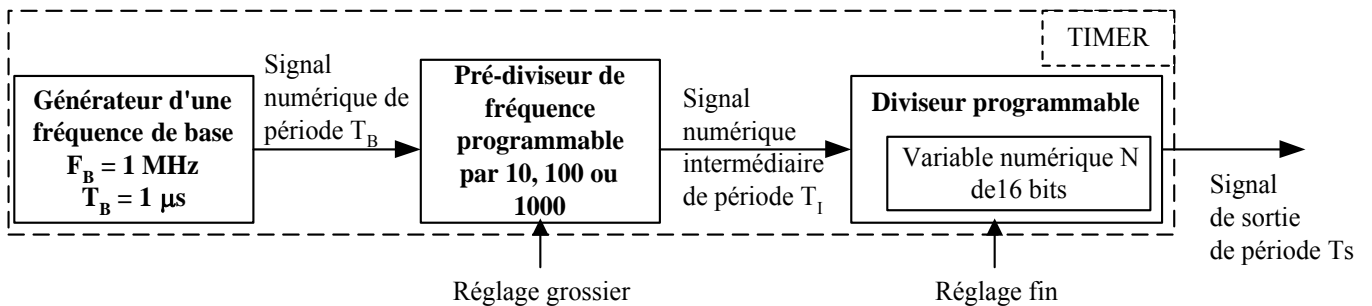 TIMER
Générateur d'une
fréquence de base
F_B = 1 MHz
T_B = 1 µs
Signal
numérique de
période T_B
Pré-diviseur de
fréquence
programmable
par 10, 100 ou
1000
Signal
numérique
intermédiaire
de période T_I
Diviseur programmable
Variable numérique N
de16 bits
Signal
de sortie
de période Ts
Réglage grossier
Réglage fin